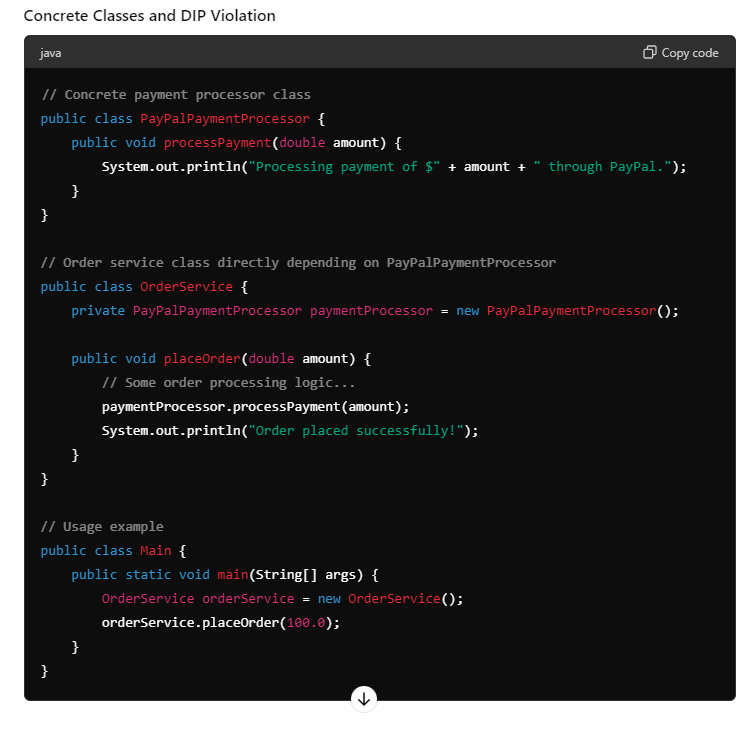 Concrete Classes and DIP Violation
java
Copy code
// Concrete payment processor class
public class PayPalPaymentProcessor {
    public void processPayment(double amount) {
        System.out.println("Processing payment of $" + amount + " through PayPal.");
    }
}

// Order service class directly depending on PayPalPaymentProcessor
public class OrderService {
    private PayPalPaymentProcessor paymentProcessor = new PayPalPaymentProcessor();

    public void placeOrder(double amount) {
        // Some order processing logic...
        paymentProcessor.processPayment(amount);
        System.out.println("Order placed successfully!");
    }
}

// Usage example
public class Main {
    public static void main(String[] args) {
        OrderService orderService = new OrderService();
        orderService.placeOrder(100.0);
    }
}